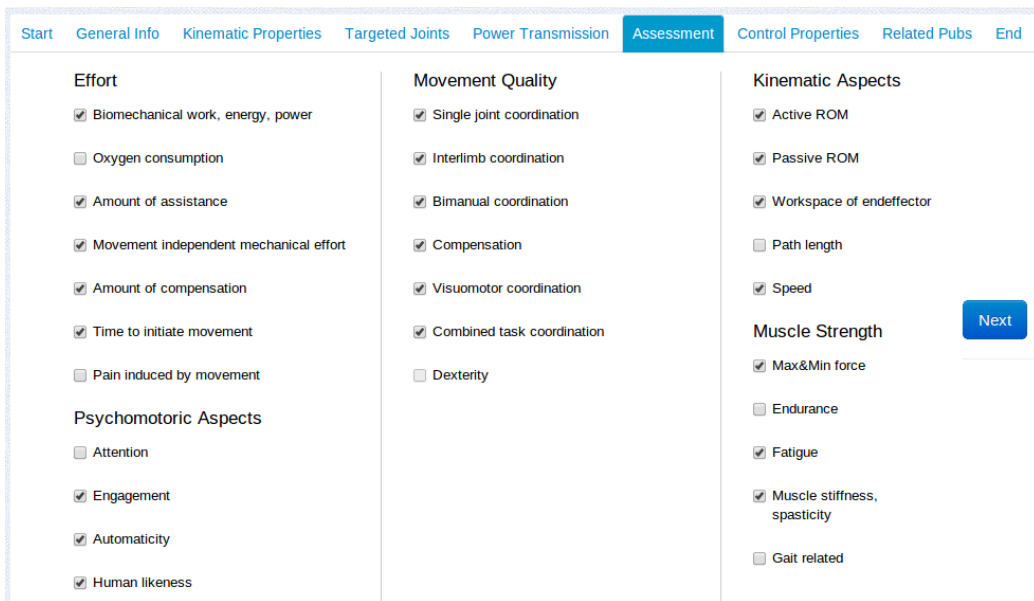 Start General Info Kinematic Properties Targeted Joints Power Transmission Assessment Control Properties Related Pubs End
Effort
Biomechanical work, energy, power
Oxygen consumption
Amount of assistance
Movement independent mechanical effort
Amount of compensation
Time to initiate movement
Pain induced by movement
Psychomotoric Aspects
Attention
Engagement
Automaticity
Human likeness
Movement Quality
Single joint coordination
Interlimb coordination
Bimanual coordination
Compensation
Visuomotor coordination
Combined task coordination
Dexterity
Kinematic Aspects
Active ROM
Passive ROM
Workspace of endeffector
Path length
Speed
Muscle Strength
Max&Min force
Endurance
Fatigue
Muscle stiffness,
spasticity
Gait related
Next